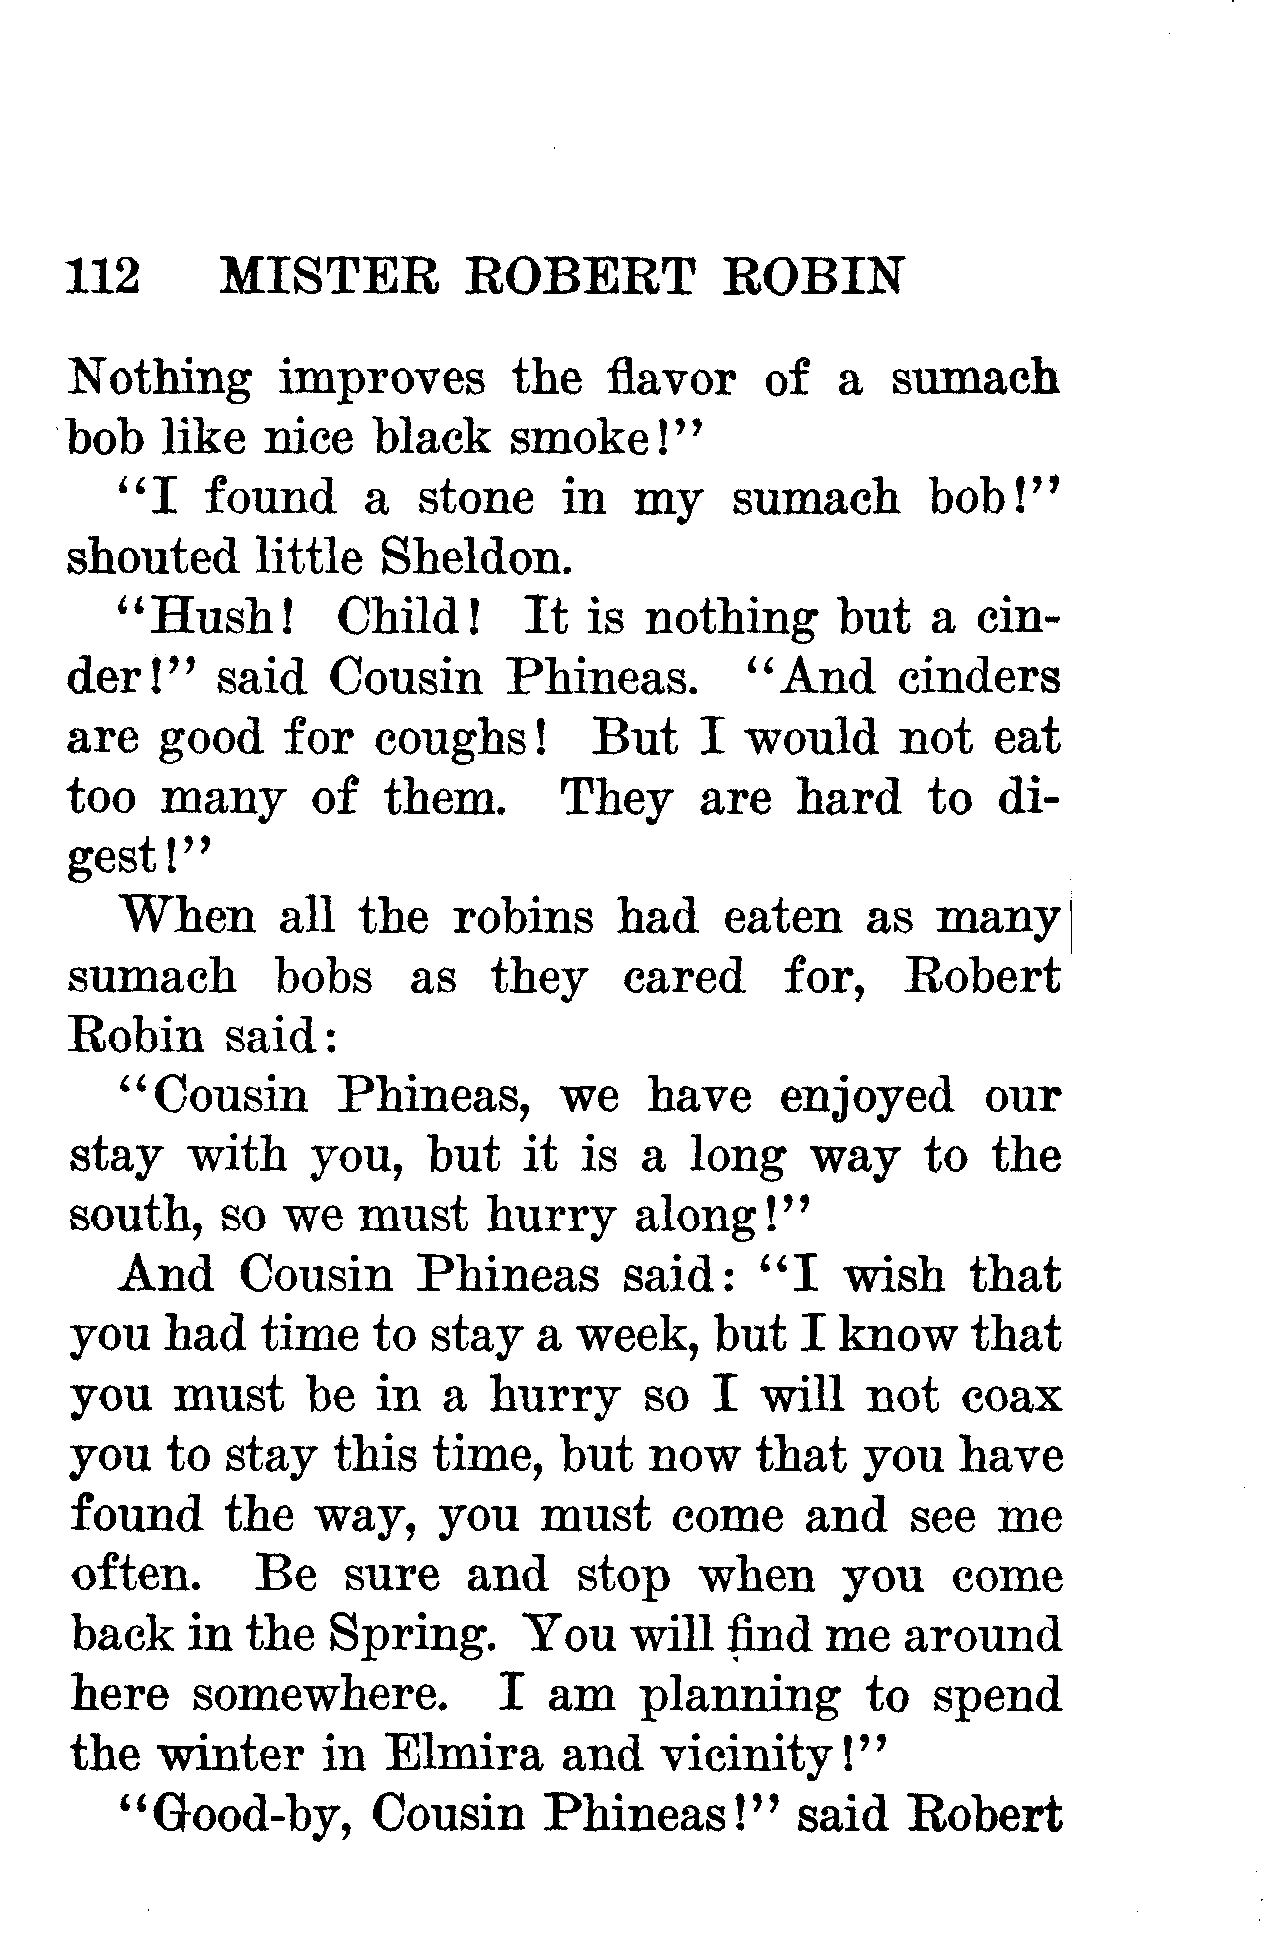 112 MISTER ROBERT ROBIN
Nothing improves the flavor of a sumach
bob like nice black smoke!"
"I found a stone in my sumach bob!"
shouted little Sheldon.
"Hush! Child! It is nothing but a cin-
der!" said Cousin Phineas. "And cinders
are good for coughs! But I would not eat
too many of them. They are hard to di-
gest!"
When all the robins had eaten as many
sumach bobs as they cared for, Robert
Robin said:
"Cousin Phineas, we have enjoyed our
stay with you, but it is a long way to the
south, so we must hurry along!"
And Cousin Phineas said: "I wish that
you had time to stay a week, but I know that
you must be in a hurry so I will not coax
you to stay this time, but now that you have
found the way, you must come and see me
often. Be sure and stop when you come
back in the Spring. You will find me around
here somewhere. I am planning to spend
the winter in Elmira and vicinity!"
"Good-by, Cousin Phineas!" said Robert